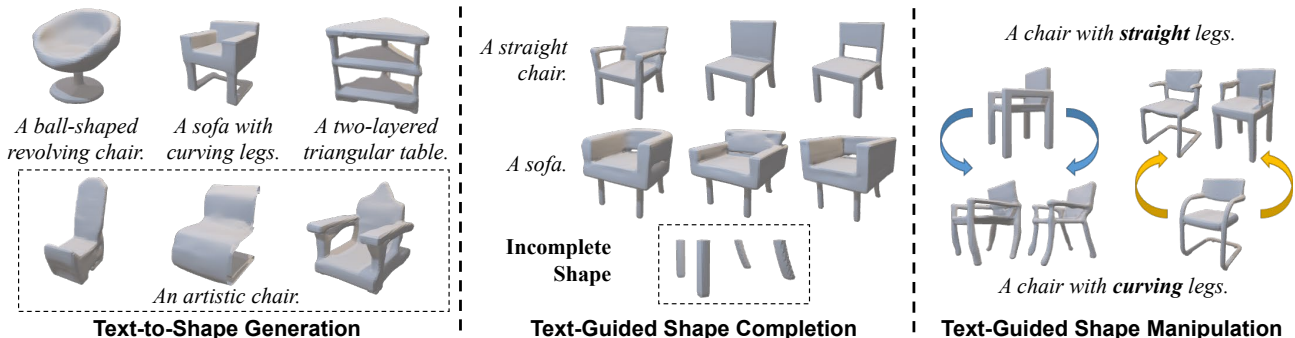 A ball-shaped
revolving chair.
A sofa with
curving legs.
A two-layered
triangular table.
An artistic chair.
Text-to-Shape Generation
A straight
chair.
A sofa.
Incomplete
Shape
Text-Guided Shape Completion
A chair with straight legs.
A chair with curving legs.
Text-Guided Shape Manipulation